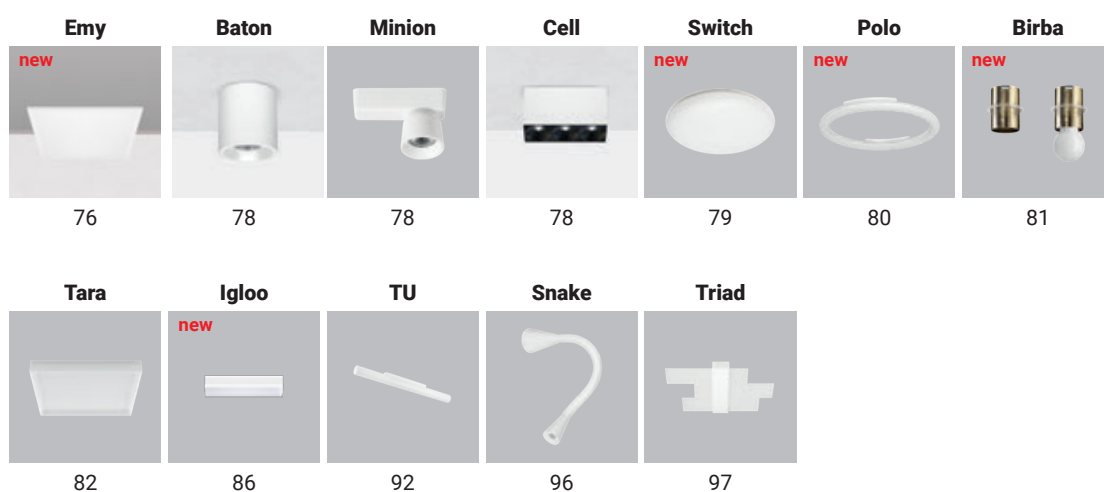 Emy Baton Minion Cell Switch Polo Birba
new new new new
76 78 78 78 79 80 81
Tara Igloo TU Snake Triad
new
82 86 92 96 97